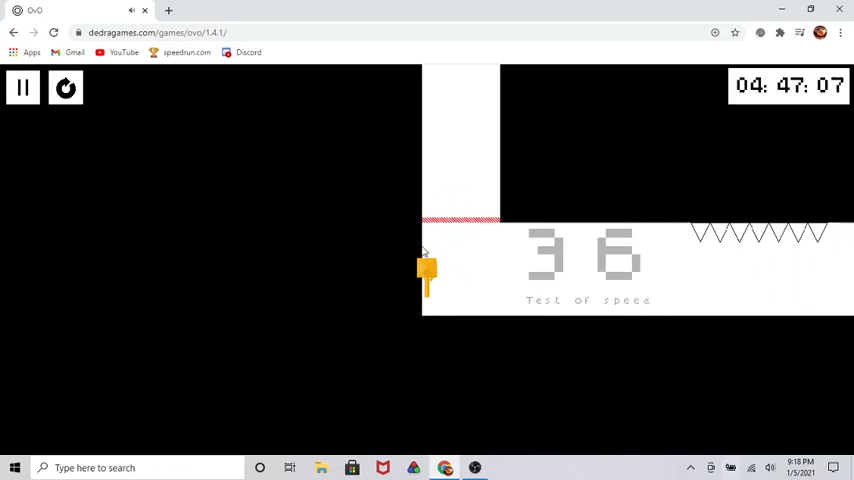 OvO
dedragames.com/games/ovo/1.4.1/
Apps Gmail YouTube speedrun.com Discord
04:47:07
36
Test of speed
Type here to search
9:18 PM
1/5/2021